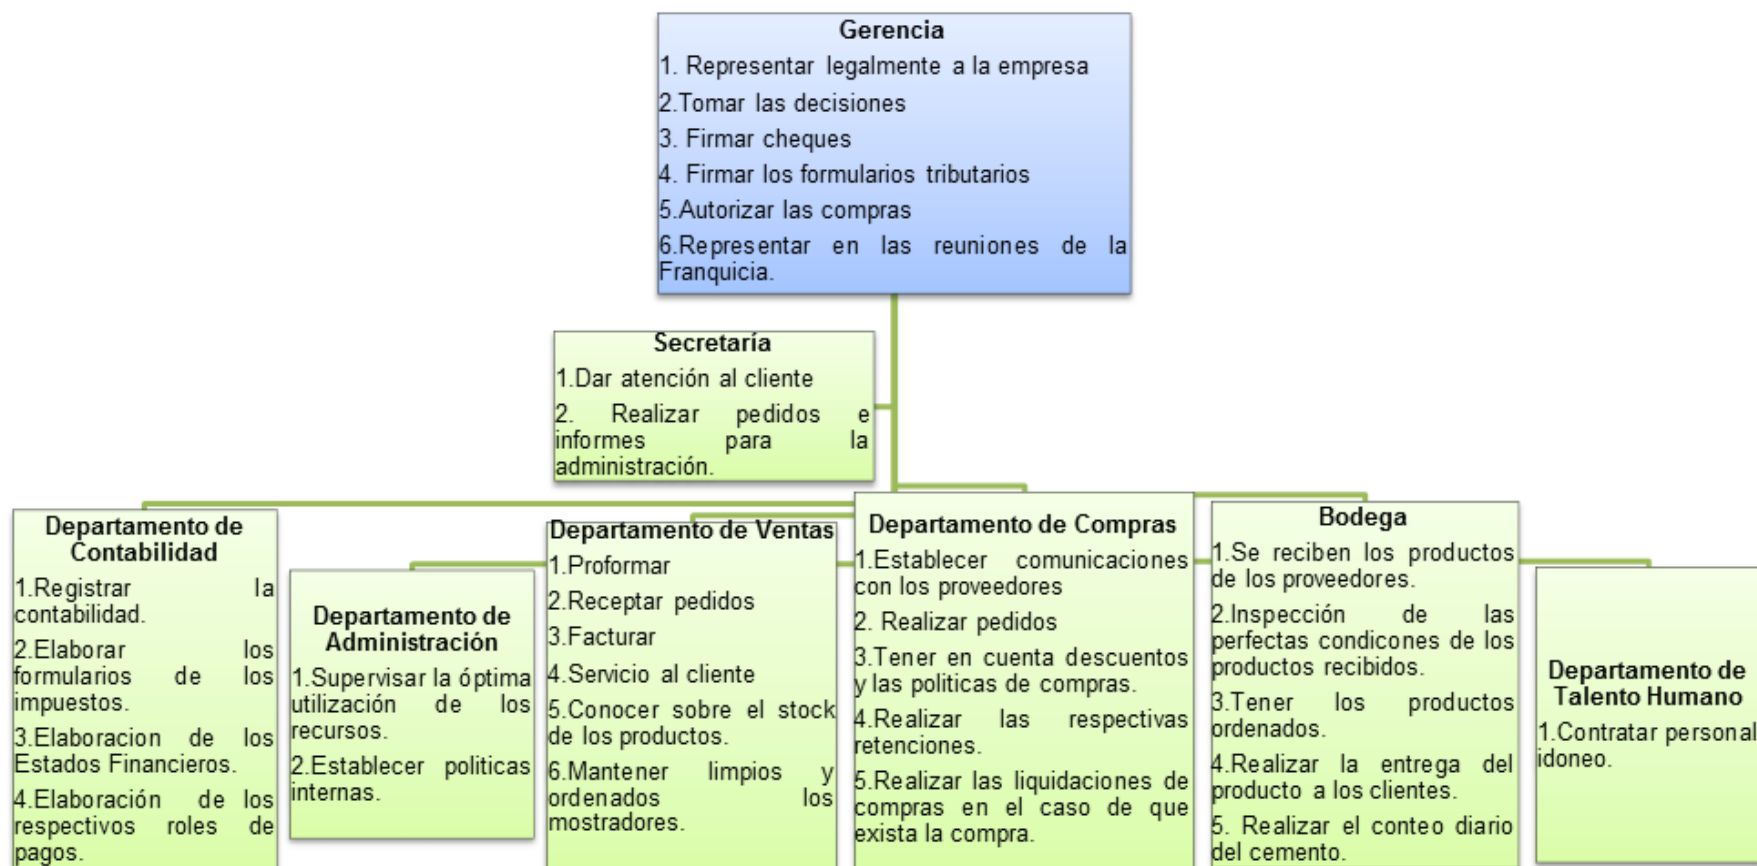 Gerencia
1. Representar legalmente a la empresa
2.Tomar las decisiones
3. Firmar cheques
4. Firmar los formularios tributarios
5.Autorizar las compras
6.Representar en las reuniones de la
Franquicia.
Secretaría
1.Dar atención al cliente
2. Realizar pedidos e
informes para la
administración.
Departamento de
Contabilidad
1.Registrar la
contabilidad.
2.Elaborar los
formularios de los
impuestos.
3.Elaboracion de los
Estados Financieros.
4.Elaboración de los
respectivos roles de
pagos.
Departamento de
Administración
1.Supervisar la óptima
utilización de los
recursos.
2.Establecer politicas
internas.
Departamento de Ventas
1.Proformar
2.Receptar pedidos
3.Facturar
4.Servicio al cliente
5.Conocer sobre el stock
de los productos.
6.Mantener limpios y
ordenados los
mostradores.
Departamento de Compras
1.Establecer comunicaciones
con los proveedores
2. Realizar pedidos
3.Tener en cuenta descuentos
y las politicas de compras.
4.Realizar las respectivas
retenciones.
5.Realizar las liquidaciones de
compras en el caso de que
exista la compra.
Bodega
1.Se reciben los productos
de los proveedores.
2.Inspección de las
perfectas condicones de los
productos recibidos.
3.Tener los productos
ordenados.
4.Realizar la entrega del
producto a los clientes.
5. Realizar el conteo diario
del cemento.
Departamento de
Talento Humano
1.Contratar personal
idoneo.